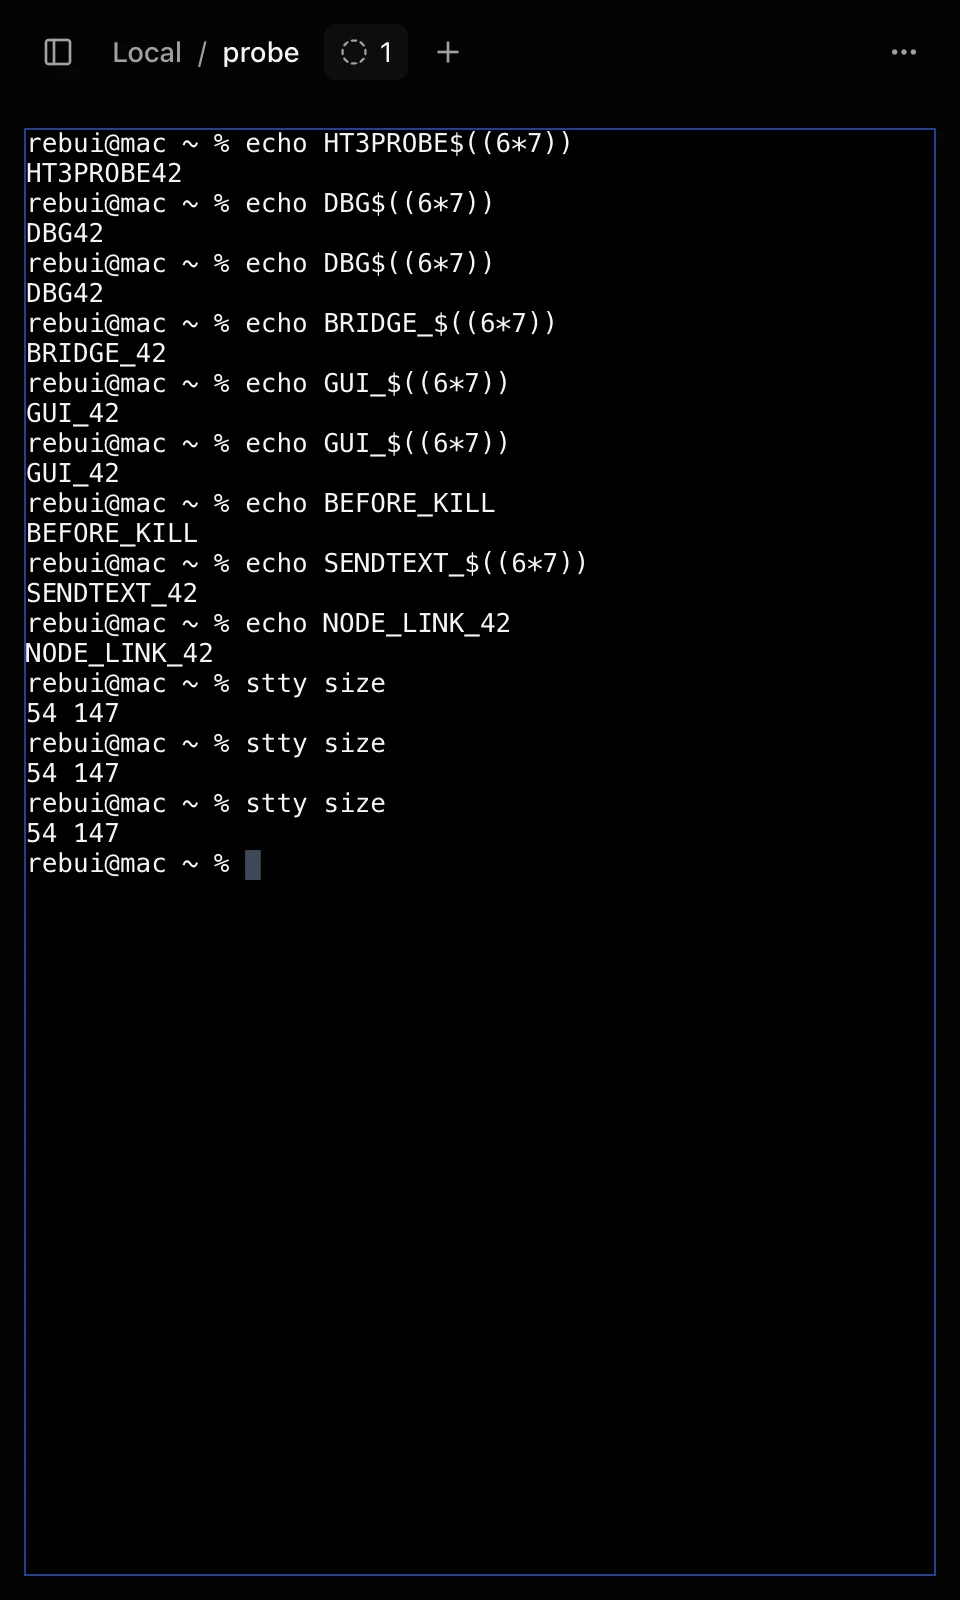 Local / probe 1 +
rebui@mac ~ % echo HT3PROBE$((6*7))
HT3PROBE42
rebui@mac ~ % echo DBG$((6*7))
DBG42
rebui@mac ~ % echo DBG$((6*7))
DBG42
rebui@mac ~ % echo BRIDGE_$((6*7))
BRIDGE_42
rebui@mac ~ % echo GUI_$((6*7))
GUI_42
rebui@mac ~ % echo GUI_$((6*7))
GUI_42
rebui@mac ~ % echo BEFORE_KILL
BEFORE_KILL
rebui@mac ~ % echo SENDTEXT_$((6*7))
SENDTEXT_42
rebui@mac ~ % echo NODE_LINK_42
NODE_LINK_42
rebui@mac ~ % stty size
54 147
rebui@mac ~ % stty size
54 147
rebui@mac ~ % stty size
54 147
rebui@mac ~ %